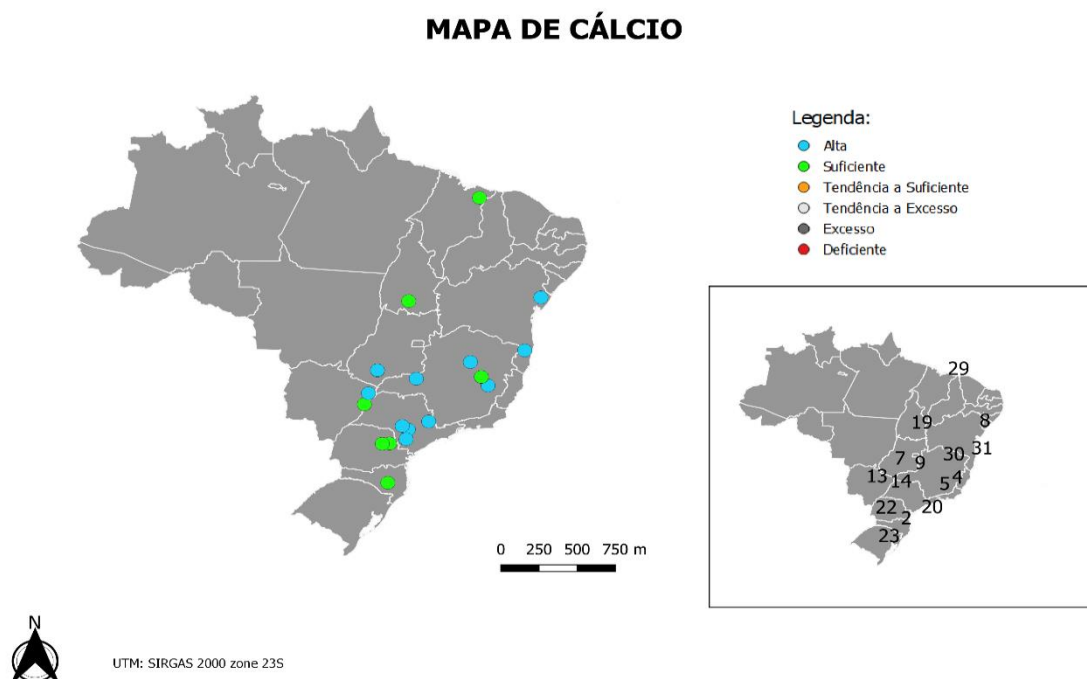 MAPA DE CÁLCIO
Legenda:
Alta
Suficiente
Tendência a Suficiente
Tendência a Excesso
Excesso
Deficiente
0 250 500 750 m
29
19
8
7
9
30
31
13
14
5
4
22
2
20
23
N
UTM: SIRGAS 2000 zone 23S